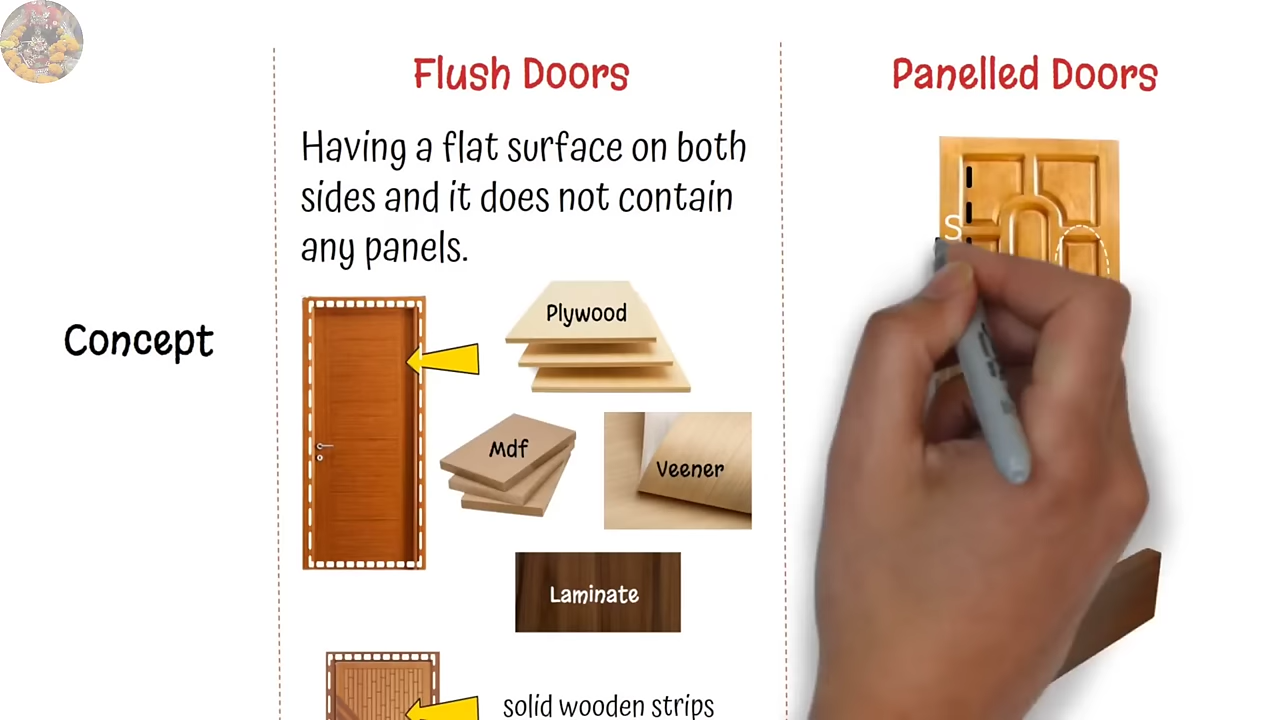 Flush Doors
Panelled Doors
Having a flat surface on both
sides and it does not contain
any panels.
S
Concept
Plywood
Mdf
Veener
Laminate
solid wooden strips